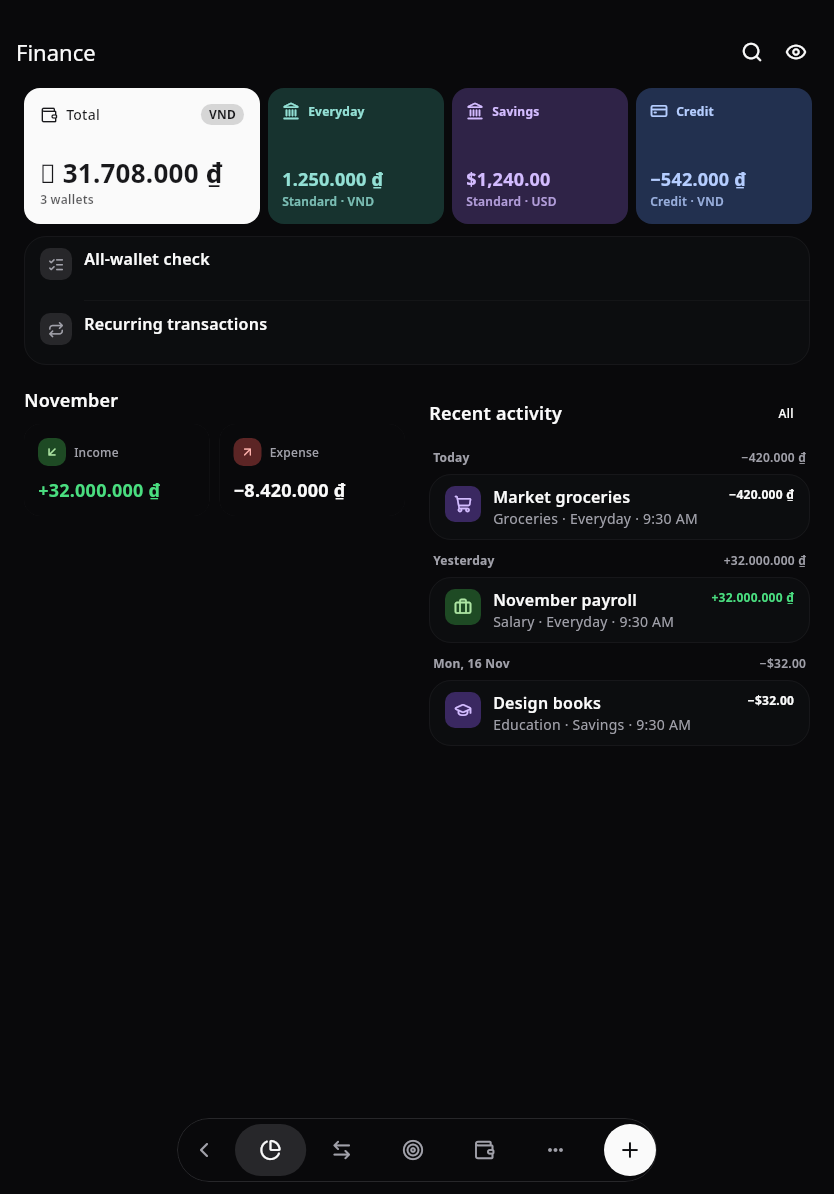 Finance
Total
VND
31.708.000 ₫
3 wallets
Everyday
1.250.000 ₫
Standard · VND
Savings
$1,240.00
Standard · USD
Credit
−542.000 ₫
Credit · VND
All-wallet check
Recurring transactions
November
Income
+32.000.000 ₫
Expense
−8.420.000 ₫
Recent activity
All
Today
−420.000 ₫
Market groceries
−420.000 ₫
Groceries · Everyday · 9:30 AM
Yesterday
+32.000.000 ₫
November payroll
+32.000.000 ₫
Salary · Everyday · 9:30 AM
Mon, 16 Nov
−$32.00
Design books
−$32.00
Education · Savings · 9:30 AM